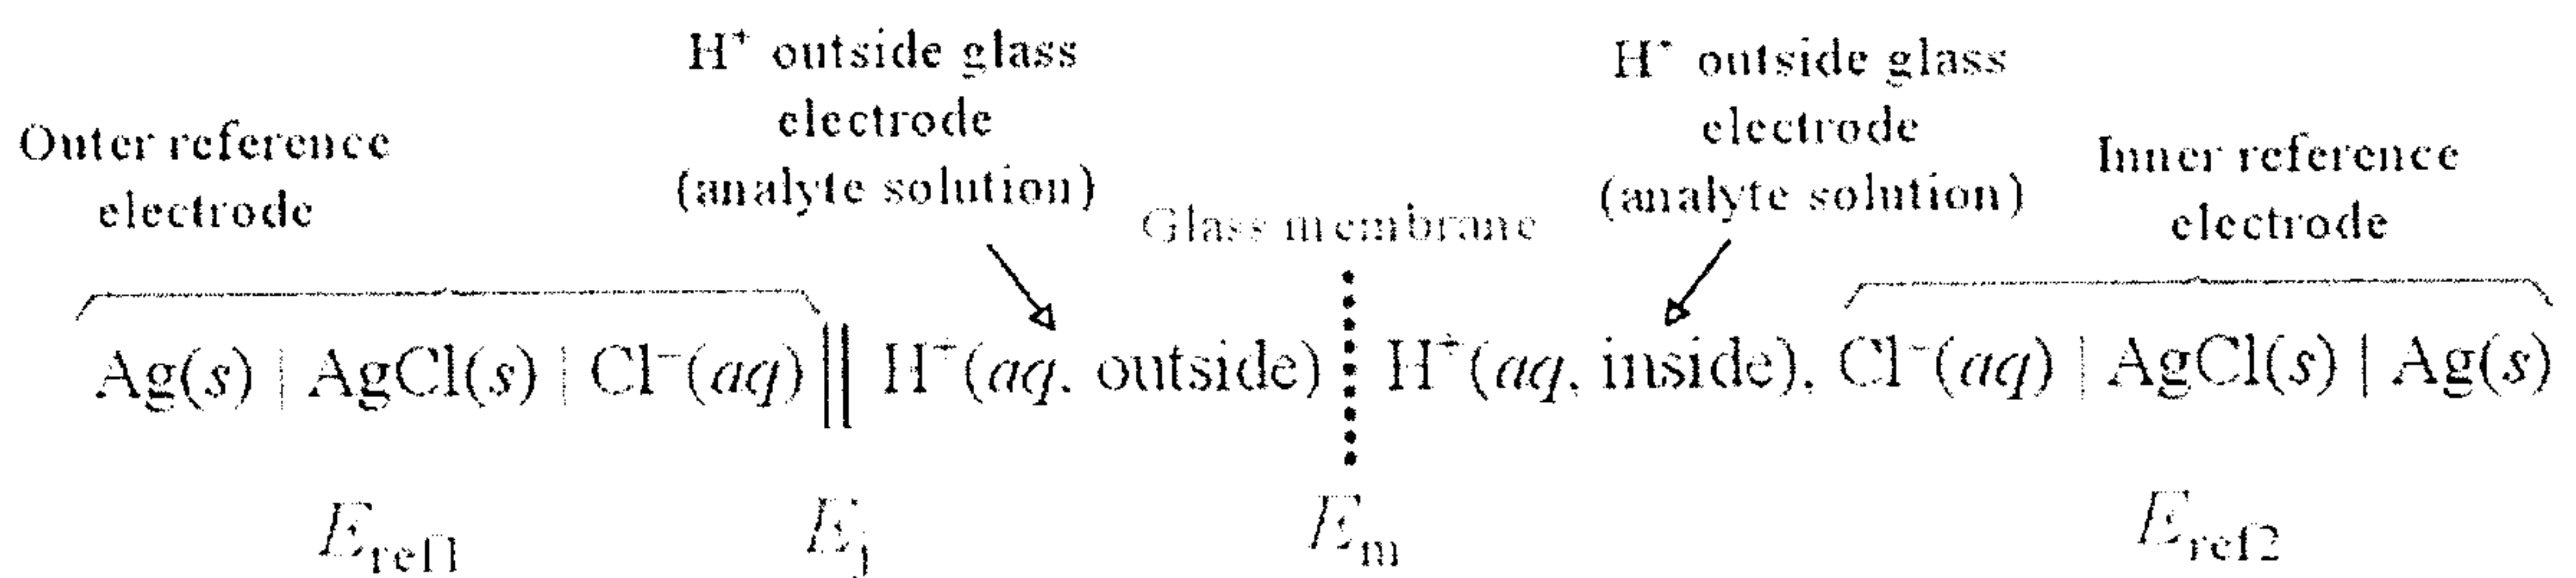 Outer reference
electrode
H⁺ outside glass
electrode
(analyte solution)
Glass membrane
H⁺ outside glass
electrode
(analyte solution)
Inner reference
electrode
Ag(s) | AgCl(s) | Cl⁻(aq) || H⁺(aq, outside) ⋮ H⁺(aq, inside), Cl⁻(aq) | AgCl(s) | Ag(s)
E_ref1 E_j E_m E_ref2